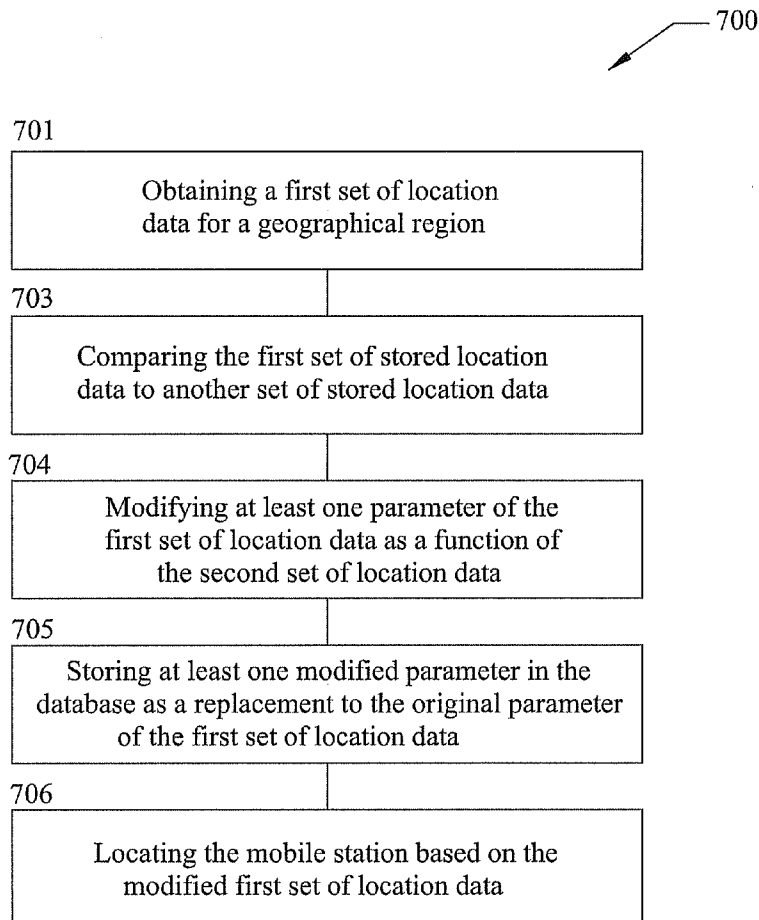 700
701
Obtaining a first set of location
data for a geographical region
703
Comparing the first set of stored location
data to another set of stored location data
704
Modifying at least one parameter of the
first set of location data as a function of
the second set of location data
705
Storing at least one modified parameter in the
database as a replacement to the original parameter
of the first set of location data
706
Locating the mobile station based on the
modified first set of location data